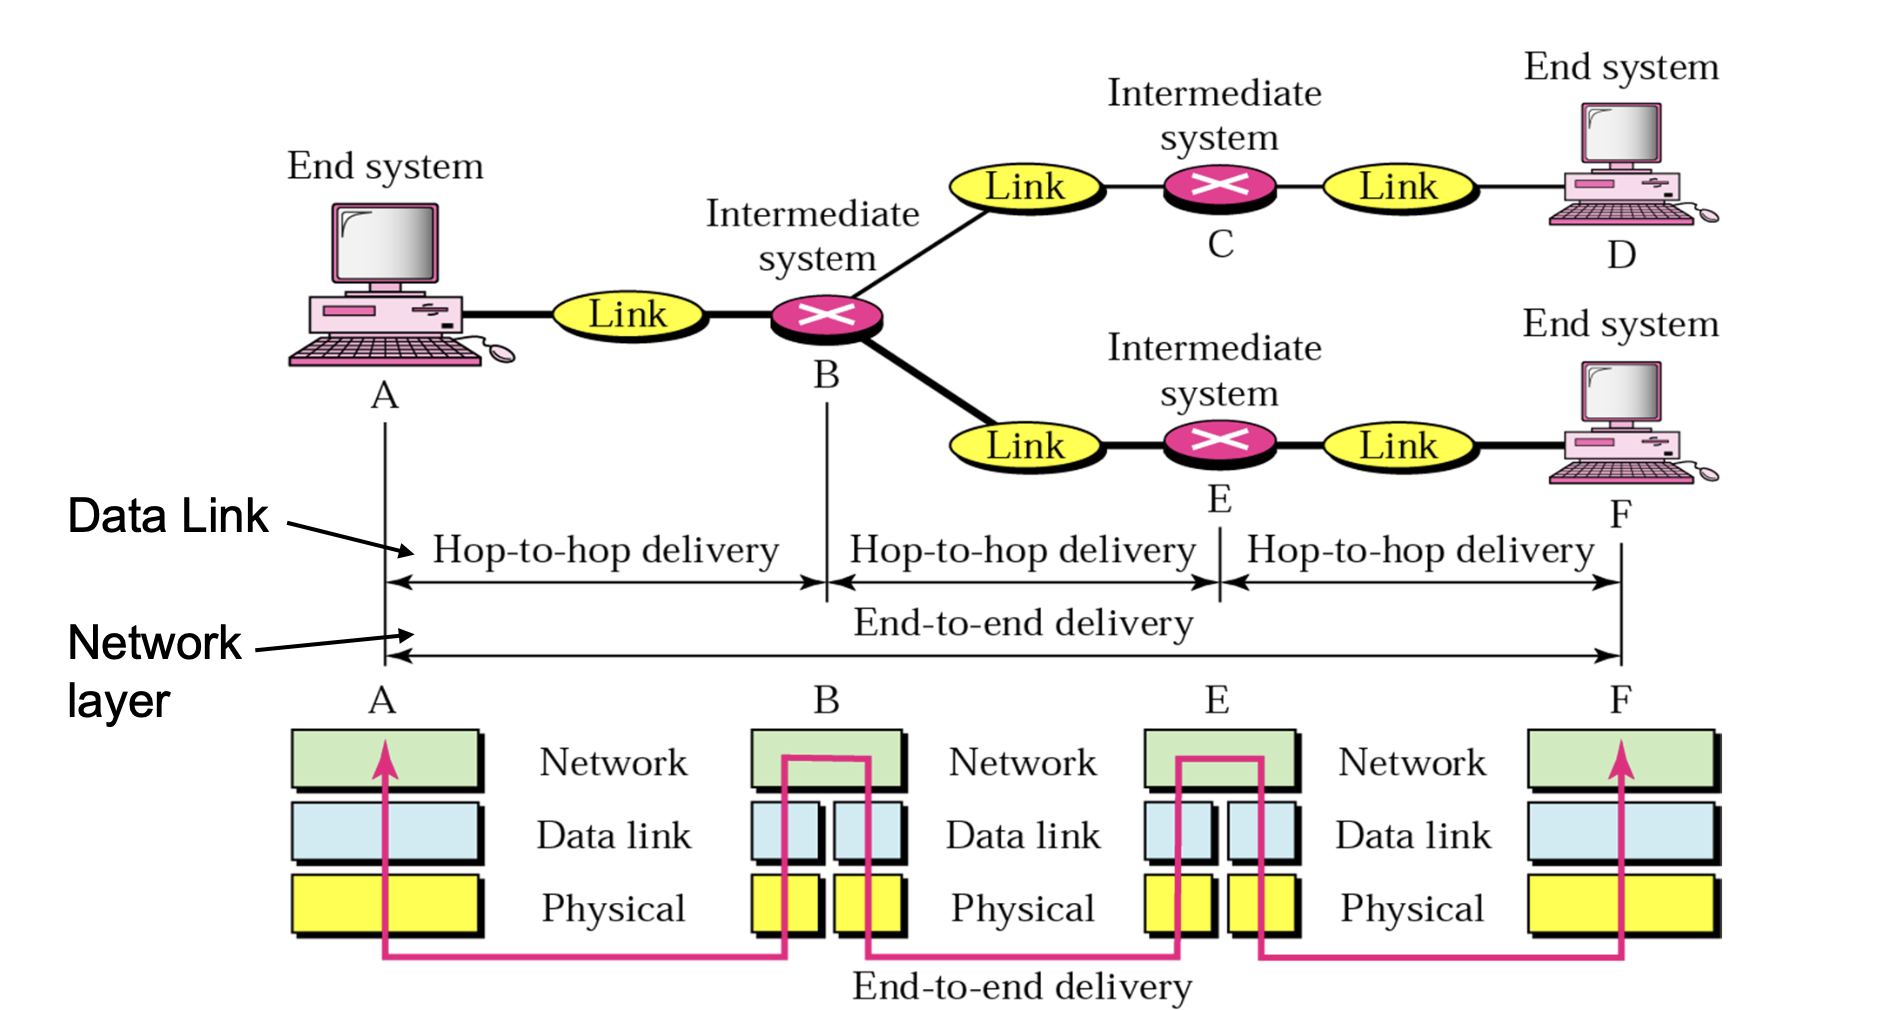 End system
Intermediate
system
End system
Link
Link
C
D
Intermediate
system
Link
B
A
End system
Intermediate
system
Link
Link
E
F
Data Link
Hop-to-hop delivery
Hop-to-hop delivery
Hop-to-hop delivery
Network
layer
End-to-end delivery
A
B
E
F
Network
Network
Network
Data link
Data link
Data link
Physical
Physical
Physical
End-to-end delivery